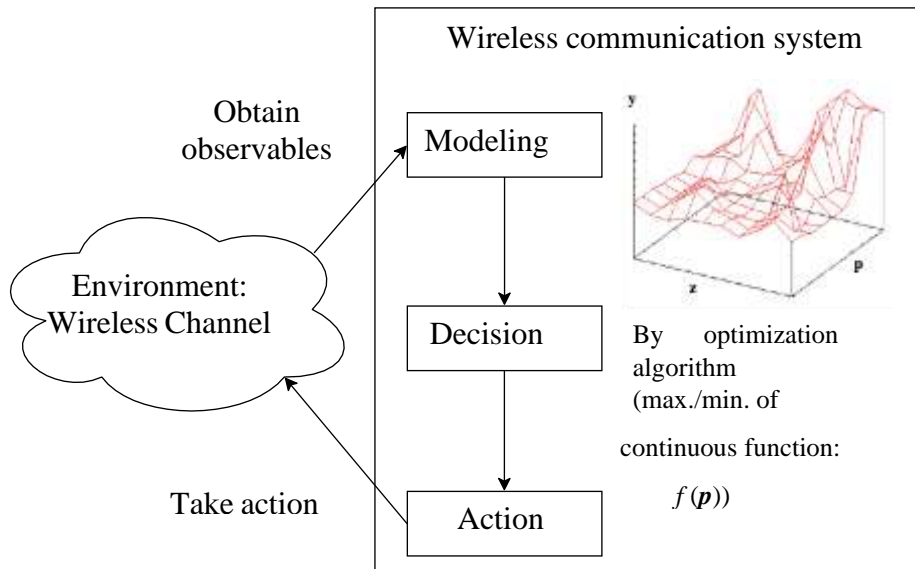 Wireless communication system
Obtain
observables
Modeling
y
z
p
Environment:
Wireless Channel
Decision
By optimization
algorithm
(max./min. of
continuous function:
f(p))
Take action
Action